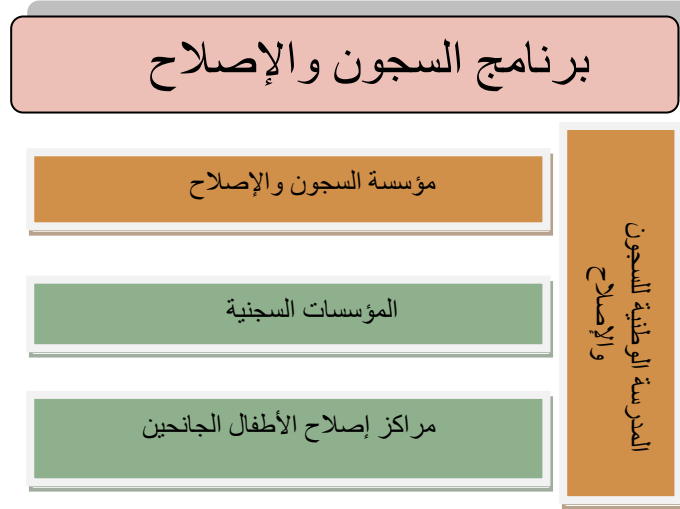 برنامج السجون والإصلاح
مؤسسة السجون والإصلاح
المؤسسات السجنية
مراكز إصلاح الأطفال الجانحين
المدرسة الوطنية للسجون
والإصلاح